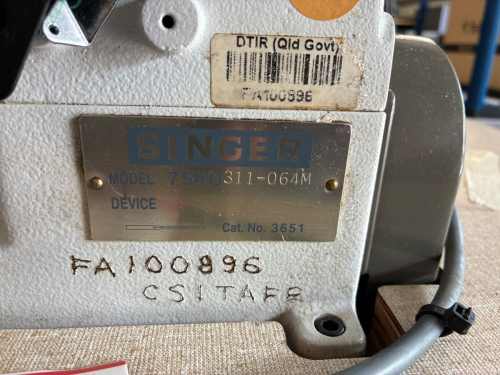 DTIR (Qld Govt)
FA100896
SINGER
MODEL 311-064M
DEVICE
Cat. No. 3651
FA100896
CSITAFE